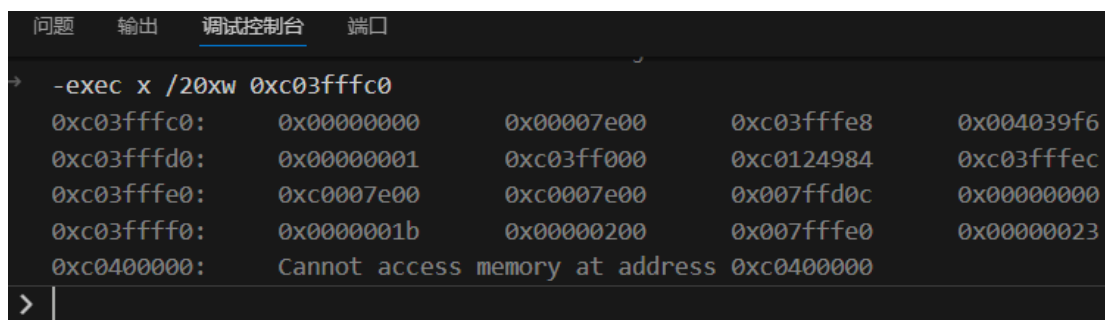 问题 输出 调试控制台 端口
→ -exec x /20xw 0xc03fffc0
0xc03fffc0: 0x00000000 0x00007e00 0xc03fffe8 0x004039f6
0xc03fffd0: 0x00000001 0xc03ff000 0xc0124984 0xc03fffec
0xc03fffe0: 0xc0007e00 0xc0007e00 0x007ffd0c 0x00000000
0xc03ffff0: 0x0000001b 0x00000200 0x007fffe0 0x00000023
0xc0400000: Cannot access memory at address 0xc0400000
>